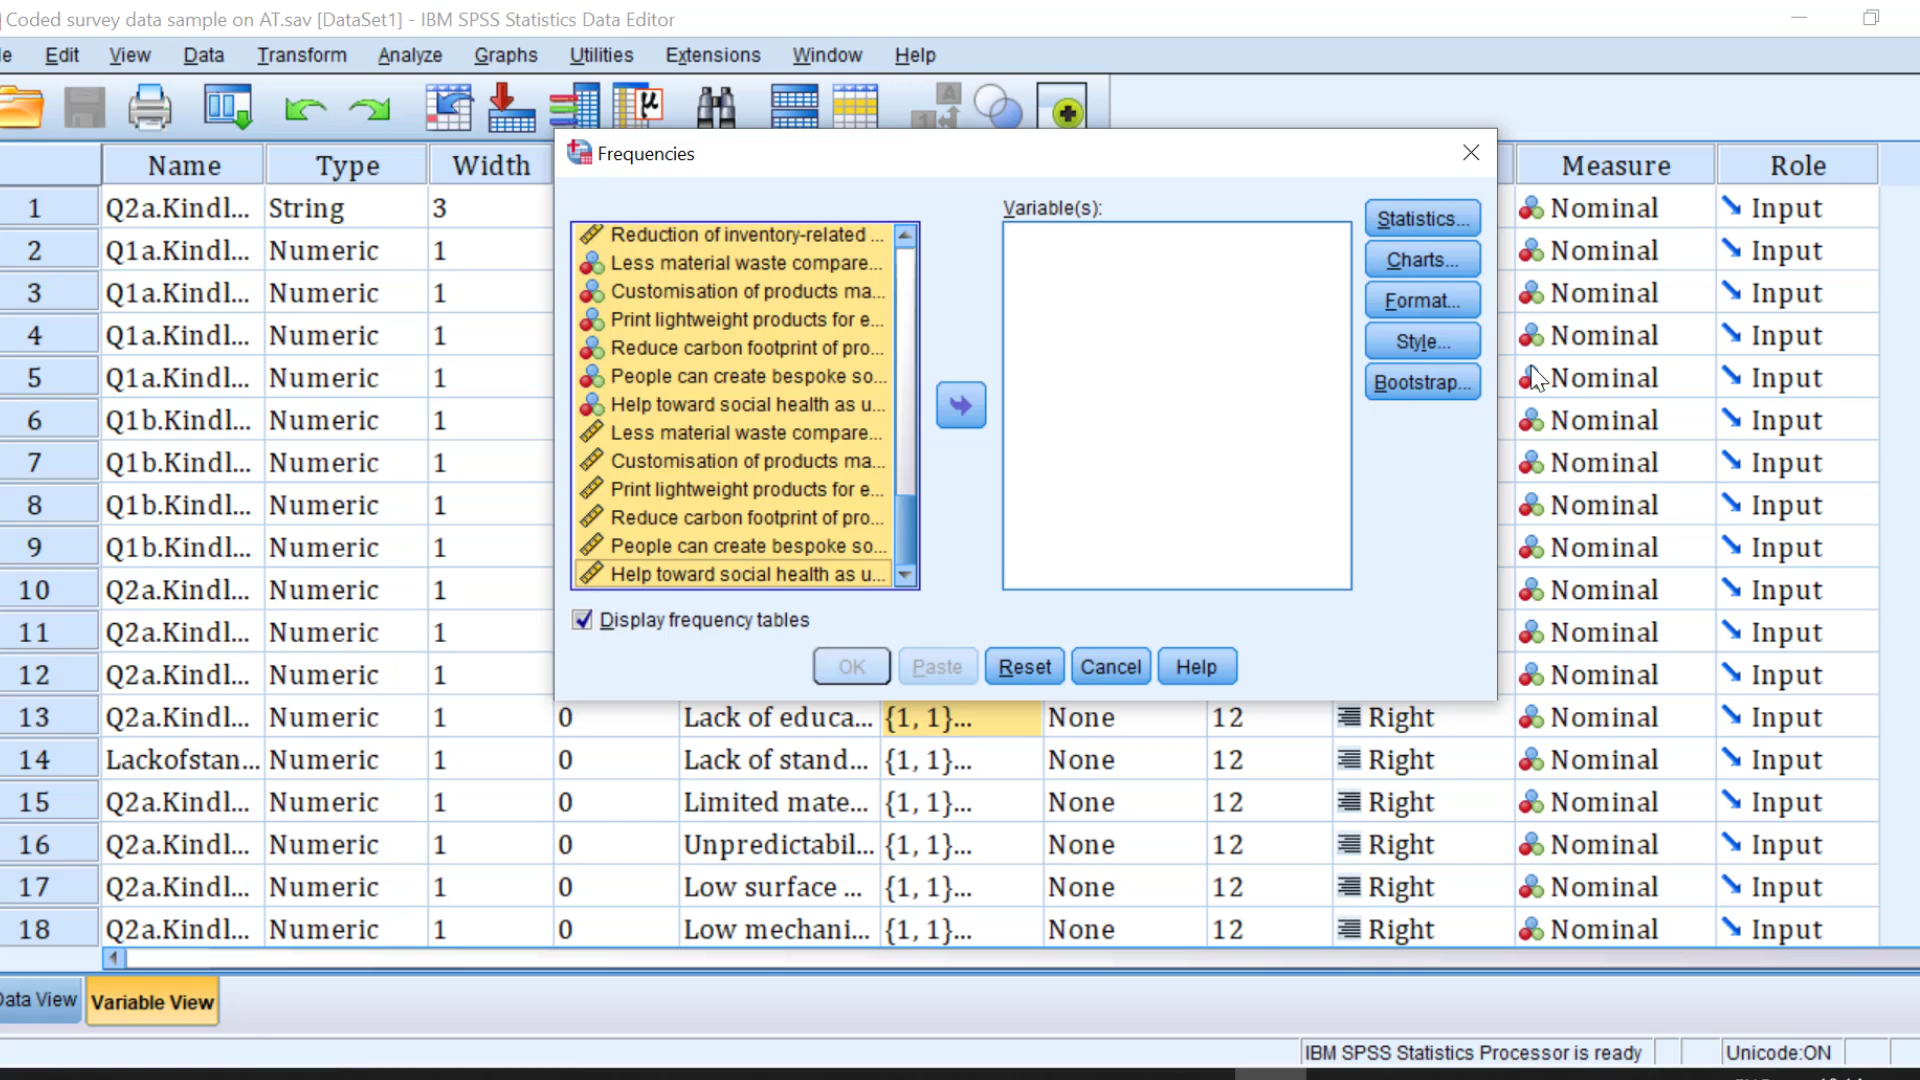 Coded survey data sample on AT.sav [DataSet1] - IBM SPSS Statistics Data Editor
Edit View Data Transform Analyze Graphs Utilities Extensions Window Help
Name Type Width Measure Role
1 Q2a.Kindl... String 3 Nominal Input
2 Q1a.Kindl... Numeric 1 Nominal Input
3 Q1a.Kindl... Numeric 1 Nominal Input
4 Q1a.Kindl... Numeric 1 Nominal Input
5 Q1a.Kindl... Numeric 1 Nominal Input
6 Q1b.Kindl... Numeric 1 Nominal Input
7 Q1b.Kindl... Numeric 1 Nominal Input
8 Q1b.Kindl... Numeric 1 Nominal Input
9 Q1b.Kindl... Numeric 1 Nominal Input
10 Q2a.Kindl... Numeric 1 Nominal Input
11 Q2a.Kindl... Numeric 1 Nominal Input
12 Q2a.Kindl... Numeric 1 Nominal Input
13 Q2a.Kindl... Numeric 1 0 Lack of educa... {1, 1}... None 12 Right Nominal Input
14 Lackofstan... Numeric 1 0 Lack of stand... {1, 1}... None 12 Right Nominal Input
15 Q2a.Kindl... Numeric 1 0 Limited mate... {1, 1}... None 12 Right Nominal Input
16 Q2a.Kindl... Numeric 1 0 Unpredictabil... {1, 1}... None 12 Right Nominal Input
17 Q2a.Kindl... Numeric 1 0 Low surface ... {1, 1}... None 12 Right Nominal Input
18 Q2a.Kindl... Numeric 1 0 Low mechani... {1, 1}... None 12 Right Nominal Input
Frequencies
Variable(s):
Reduction of inventory-related ...
Less material waste compare...
Customisation of products ma...
Print lightweight products for e...
Reduce carbon footprint of pro...
People can create bespoke so...
Help toward social health as u...
Less material waste compare...
Customisation of products ma...
Print lightweight products for e...
Reduce carbon footprint of pro...
People can create bespoke so...
Help toward social health as u...
Statistics...
Charts...
Format...
Style...
Bootstrap...
Display frequency tables
OK Paste Reset Cancel Help
Data View Variable View
IBM SPSS Statistics Processor is ready Unicode:ON